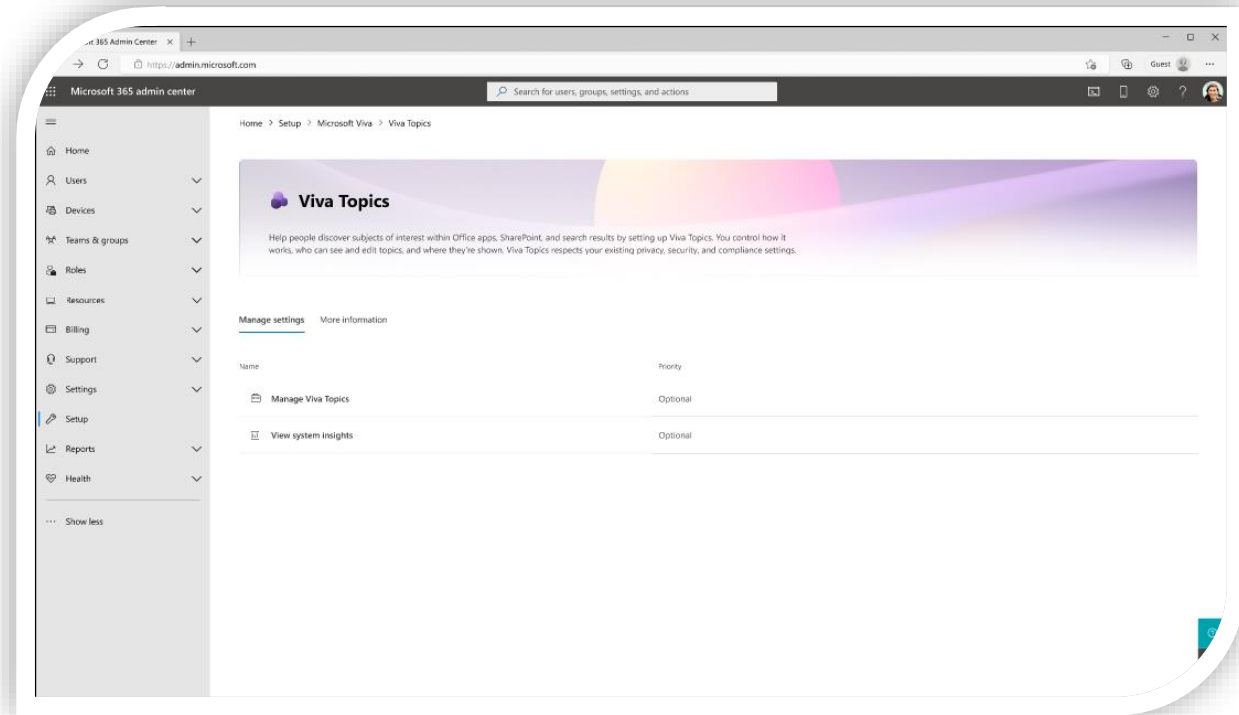 365 Admin Center
https://admin.microsoft.com
Guest
Microsoft 365 admin center
Search for users, groups, settings, and actions
Home > Setup > Microsoft Viva > Viva Topics
Home
Users
Devices
Teams & groups
Roles
Resources
Billing
Support
Settings
Setup
Reports
Health
Show less
Viva Topics
Help people discover subjects of interest within Office apps, SharePoint, and search results by setting up Viva Topics. You control how it
works, who can see and edit topics, and where they're shown. Viva Topics respects your existing privacy, security, and compliance settings.
Manage settings More information
Name Priority
Manage Viva Topics Optional
View system insights Optional